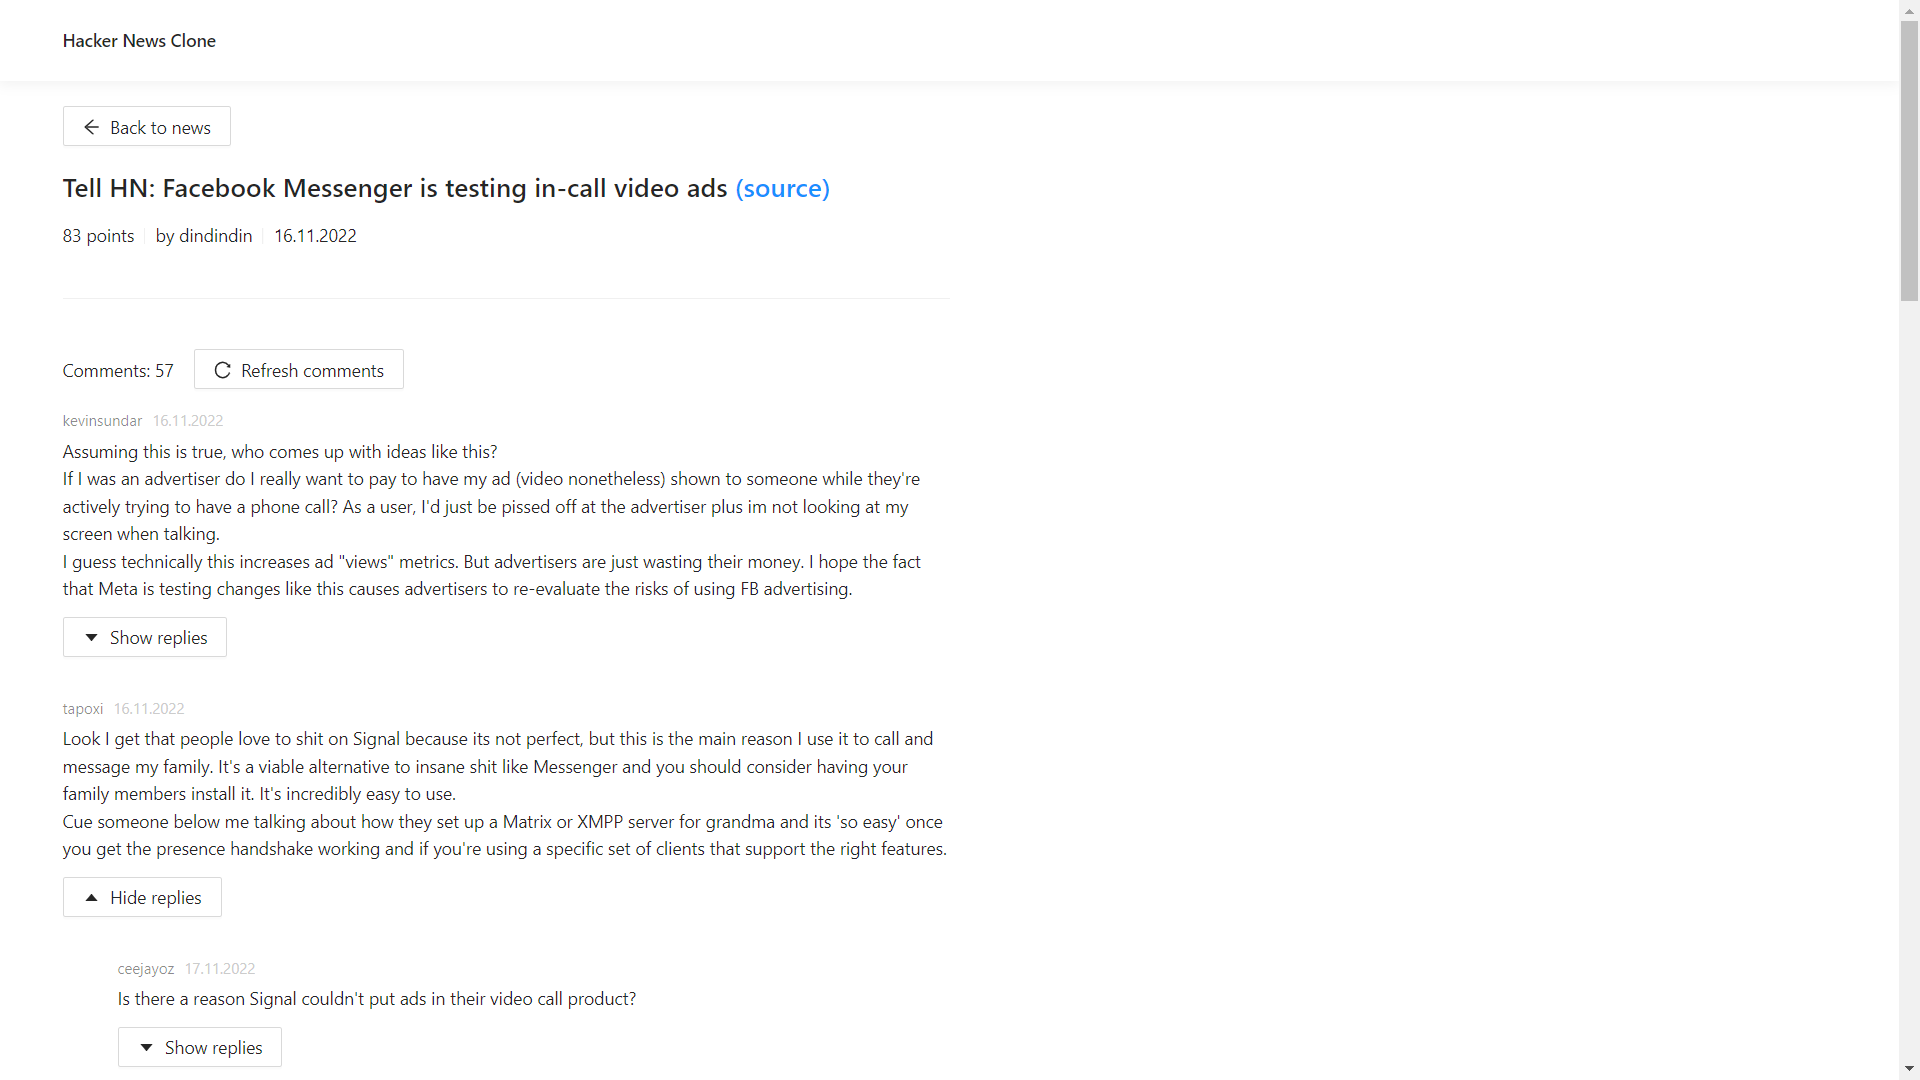 Hacker News Clone
Back to news
Tell HN: Facebook Messenger is testing in-call video ads (source)
83 points by dindindin 16.11.2022
Comments: 57 Refresh comments
kevinsundar 16.11.2022
Assuming this is true, who comes up with ideas like this?
If I was an advertiser do I really want to pay to have my ad (video nonetheless) shown to someone while they're
actively trying to have a phone call? As a user, I'd just be pissed off at the advertiser plus im not looking at my
screen when talking.
I guess technically this increases ad "views" metrics. But advertisers are just wasting their money. I hope the fact
that Meta is testing changes like this causes advertisers to re-evaluate the risks of using FB advertising.
Show replies
tapoxi 16.11.2022
Look I get that people love to shit on Signal because its not perfect, but this is the main reason I use it to call and
message my family. It's a viable alternative to insane shit like Messenger and you should consider having your
family members install it. It's incredibly easy to use.
Cue someone below me talking about how they set up a Matrix or XMPP server for grandma and its 'so easy' once
you get the presence handshake working and if you're using a specific set of clients that support the right features.
Hide replies
ceejayoz 17.11.2022
Is there a reason Signal couldn't put ads in their video call product?
Show replies